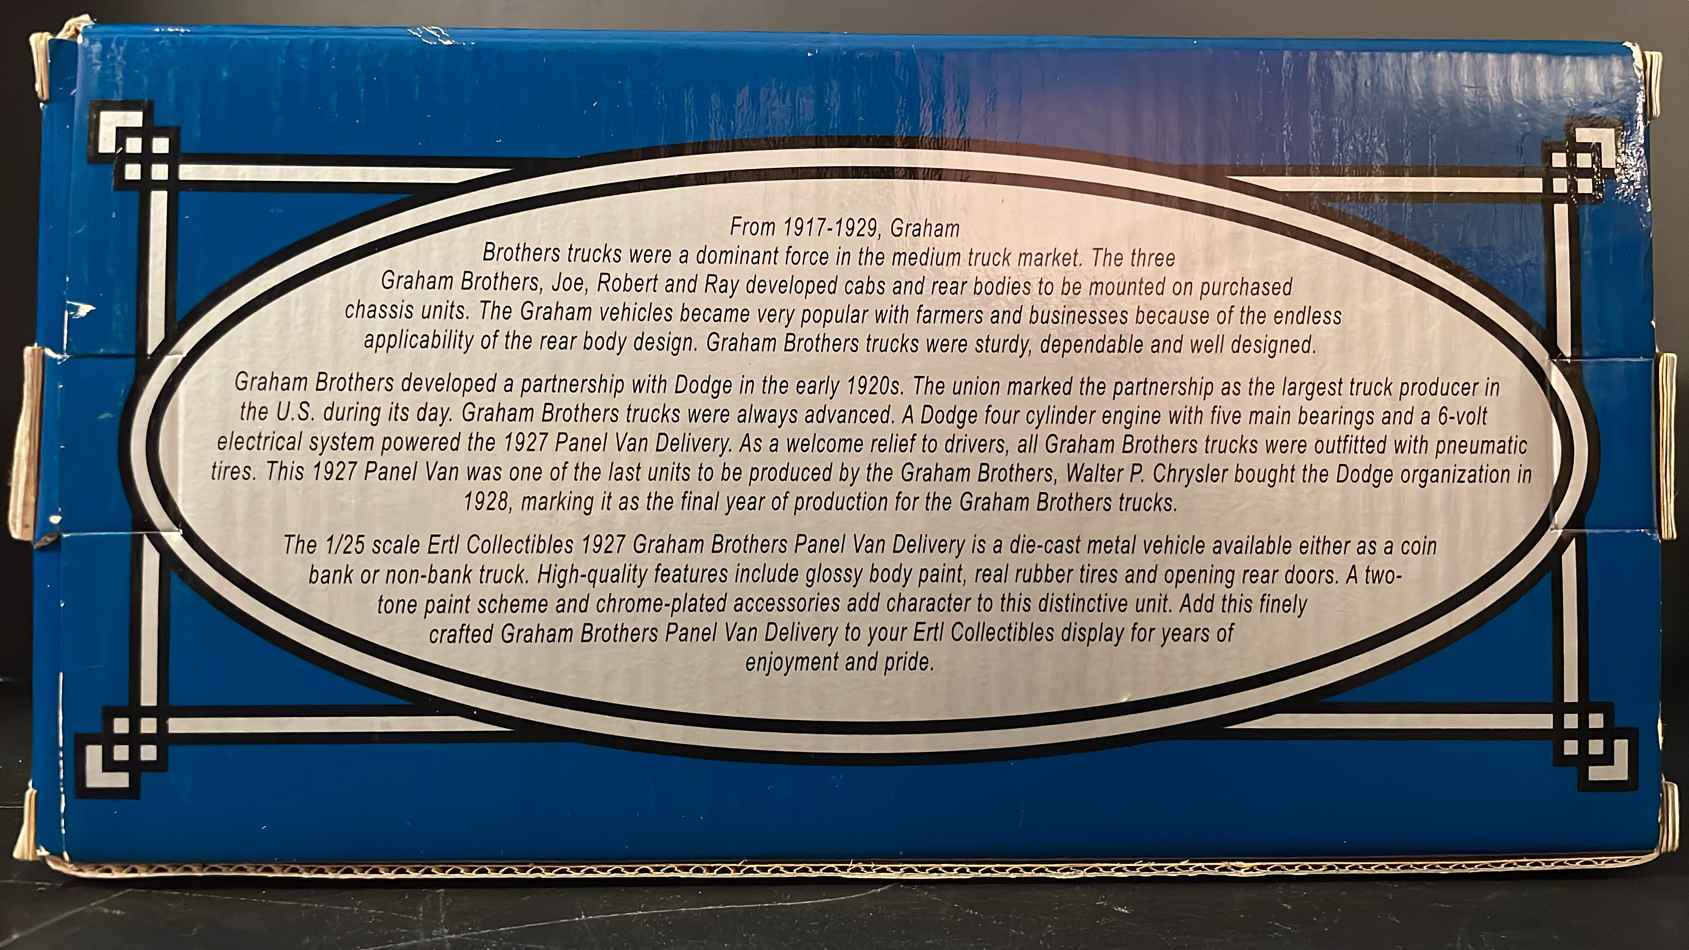 From 1917-1929, Graham
Brothers trucks were a dominant force in the medium truck market. The three
Graham Brothers, Joe, Robert and Ray developed cabs and rear bodies to be mounted on purchased
chassis units. The Graham vehicles became very popular with farmers and businesses because of the endless
applicability of the rear body design. Graham Brothers trucks were sturdy, dependable and well designed.
Graham Brothers developed a partnership with Dodge in the early 1920s. The union marked the partnership as the largest truck producer in
the U.S. during its day. Graham Brothers trucks were always advanced. A Dodge four cylinder engine with five main bearings and a 6-volt
electrical system powered the 1927 Panel Van Delivery. As a welcome relief to drivers, all Graham Brothers trucks were outfitted with pneumatic
tires. This 1927 Panel Van was one of the last units to be produced by the Graham Brothers, Walter P. Chrysler bought the Dodge organization in
1928, marking it as the final year of production for the Graham Brothers trucks.
The 1/25 scale Ertl Collectibles 1927 Graham Brothers Panel Van Delivery is a die-cast metal vehicle available either as a coin
bank or non-bank truck. High-quality features include glossy body paint, real rubber tires and opening rear doors. A two-
tone paint scheme and chrome-plated accessories add character to this distinctive unit. Add this finely
crafted Graham Brothers Panel Van Delivery to your Ertl Collectibles display for years of
enjoyment and pride.